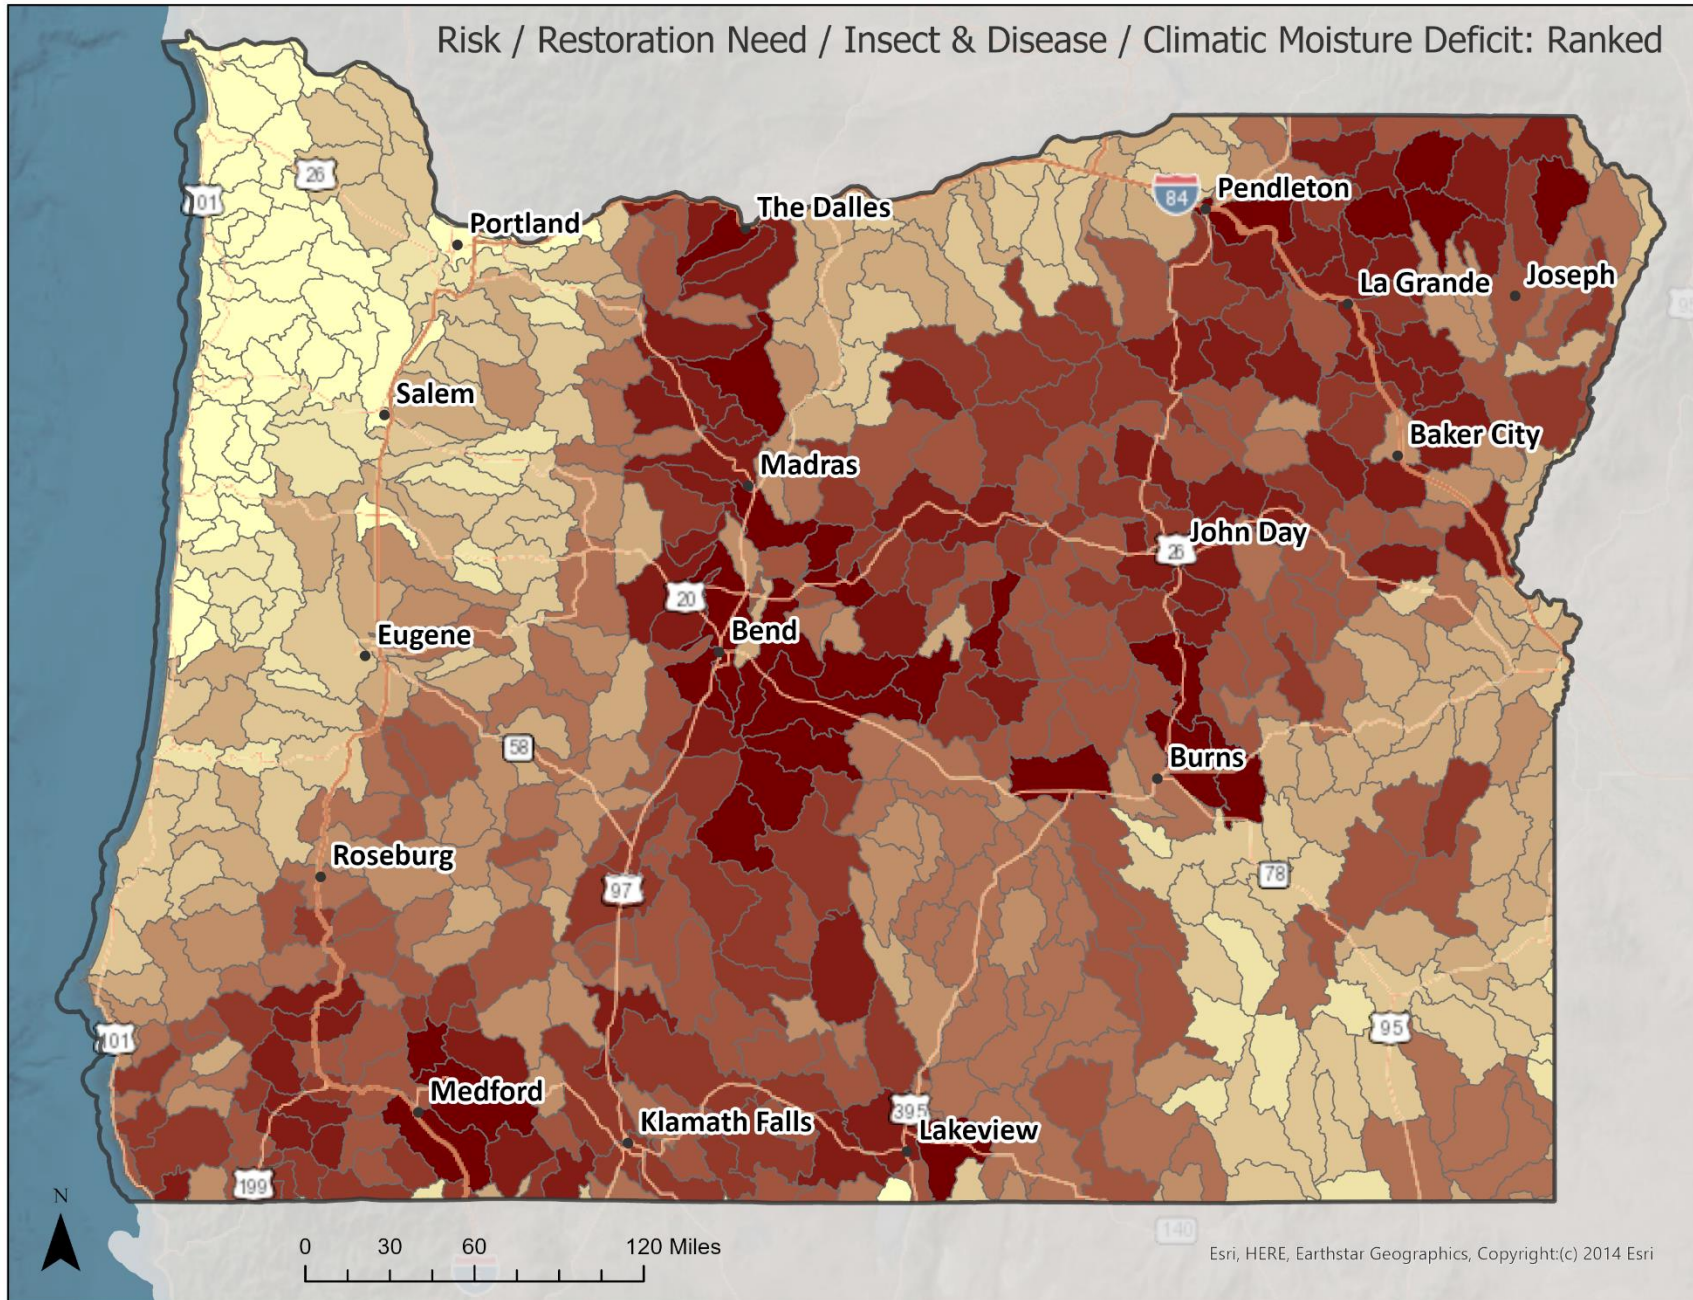 Risk / Restoration Need / Insect & Disease / Climatic Moisture Deficit: Ranked
26
101
84
Pendleton
The Dalles
Portland
La Grande
Joseph
95
Salem
Baker City
Madras
John Day
26
20
Bend
Eugene
58
Burns
Roseburg
97
78
101
95
Medford
395
Klamath Falls
Lakeview
199
N
140
0 30 60 120 Miles
Esri, HERE, Earthstar Geographics, Copyright:(c) 2014 Esri